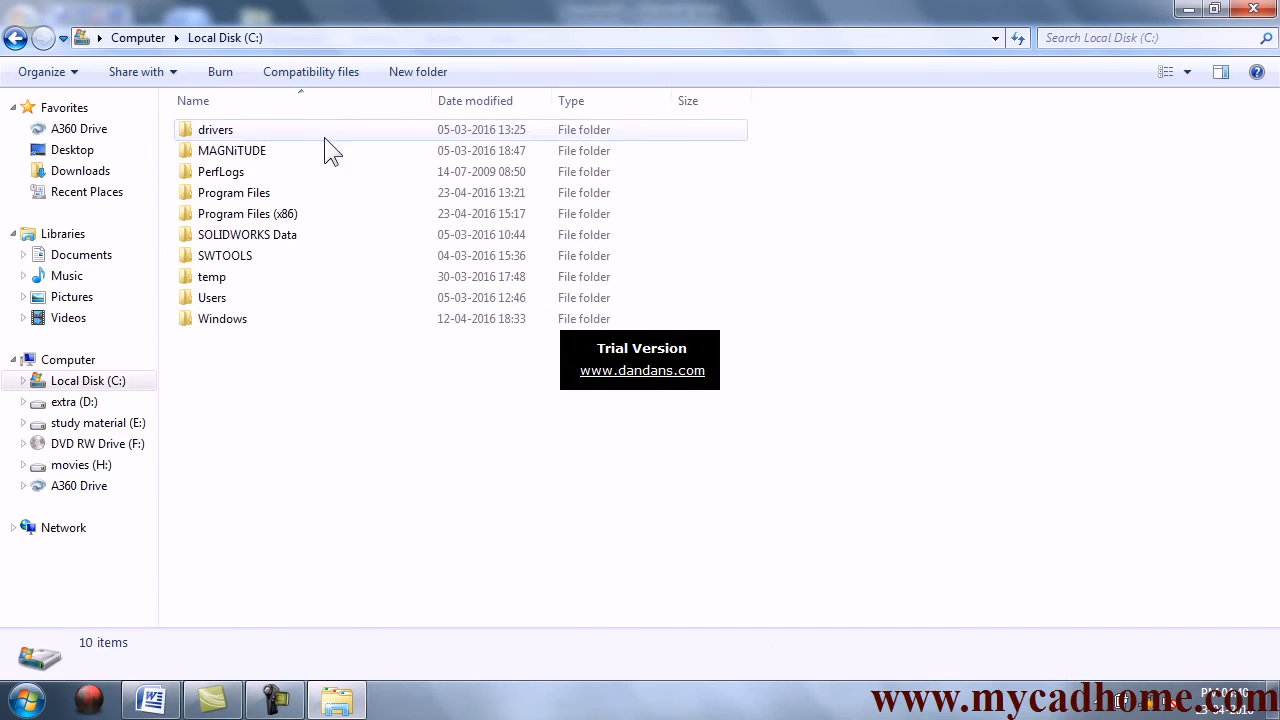 Computer
Local Disk (C:)
Search Local Disk (C:)
Organize
Share with
Burn
Compatibility files
New folder
Name
Date modified
Type
Size
Favorites
A360 Drive
Desktop
Downloads
Recent Places
Libraries
Documents
Music
Pictures
Videos
Computer
Local Disk (C:)
extra (D:)
study material (E:)
DVD RW Drive (F:)
movies (H:)
A360 Drive
Network
drivers 05-03-2016 13:25 File folder
MAGNiTUDE 05-03-2016 18:47 File folder
PerfLogs 14-07-2009 08:50 File folder
Program Files 23-04-2016 13:21 File folder
Program Files (x86) 23-04-2016 15:17 File folder
SOLIDWORKS Data 05-03-2016 10:44 File folder
SWTOOLS 04-03-2016 15:36 File folder
temp 30-03-2016 17:48 File folder
Users 05-03-2016 12:46 File folder
Windows 12-04-2016 18:33 File folder
Trial Version
www.dandans.com
10 items
www.mycadhome.com